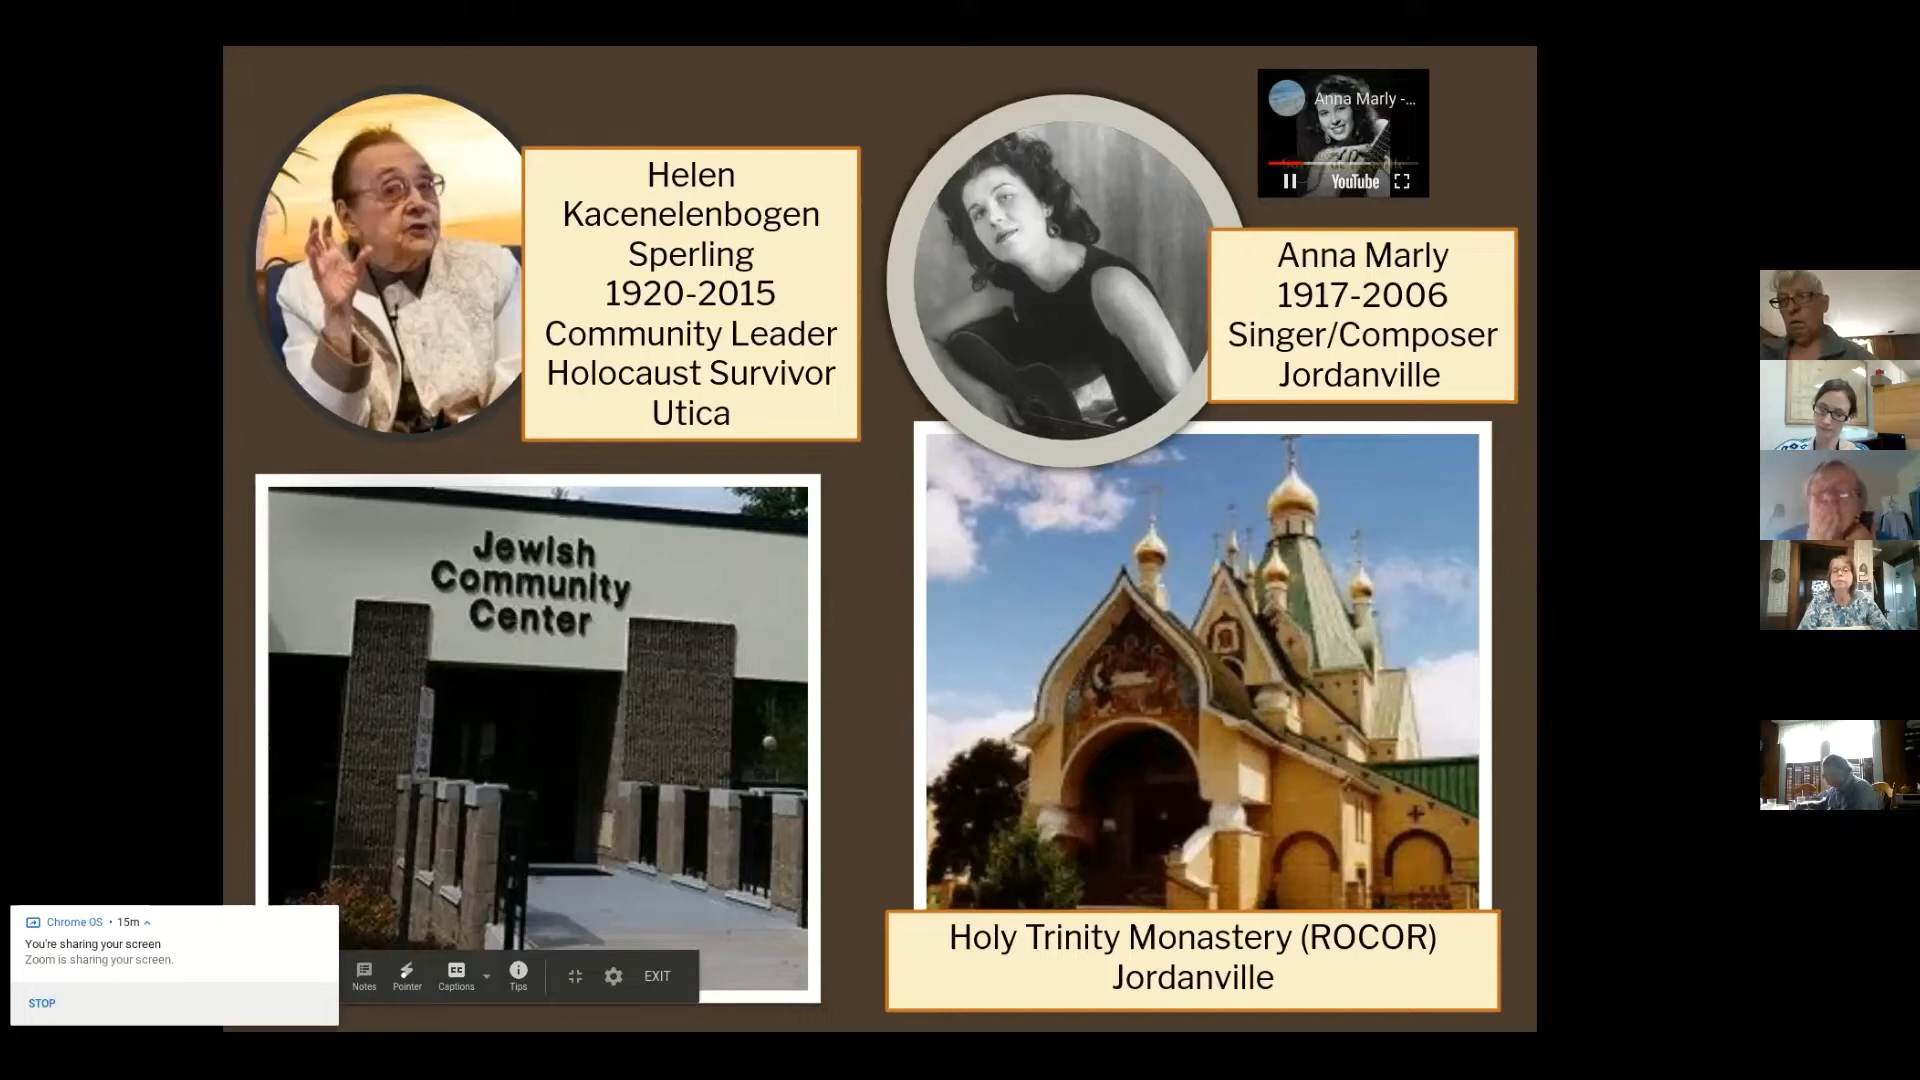 Helen
Kacenelenbogen
Sperling
1920-2015
Community Leader
Holocaust Survivor
Utica
Anna Marly -...
YouTube
Anna Marly
1917-2006
Singer/Composer
Jordanville
Jewish
Community
Center
Holy Trinity Monastery (ROCOR)
Jordanville
Chrome OS • 15m
You're sharing your screen
Zoom is sharing your screen.
STOP
Notes
Pointer
CC
Captions
Tips
EXIT